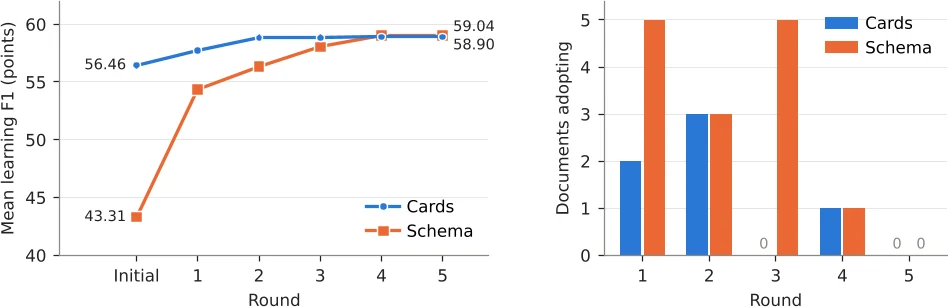 Mean learning F1 (points)
60
55
50
45
40
56.46
43.31
59.04
58.90
Cards
Schema
Initial 1 2 3 4 5
Round
Documents adopting
5
4
3
2
1
0
Cards
Schema
0
0 0
1 2 3 4 5
Round